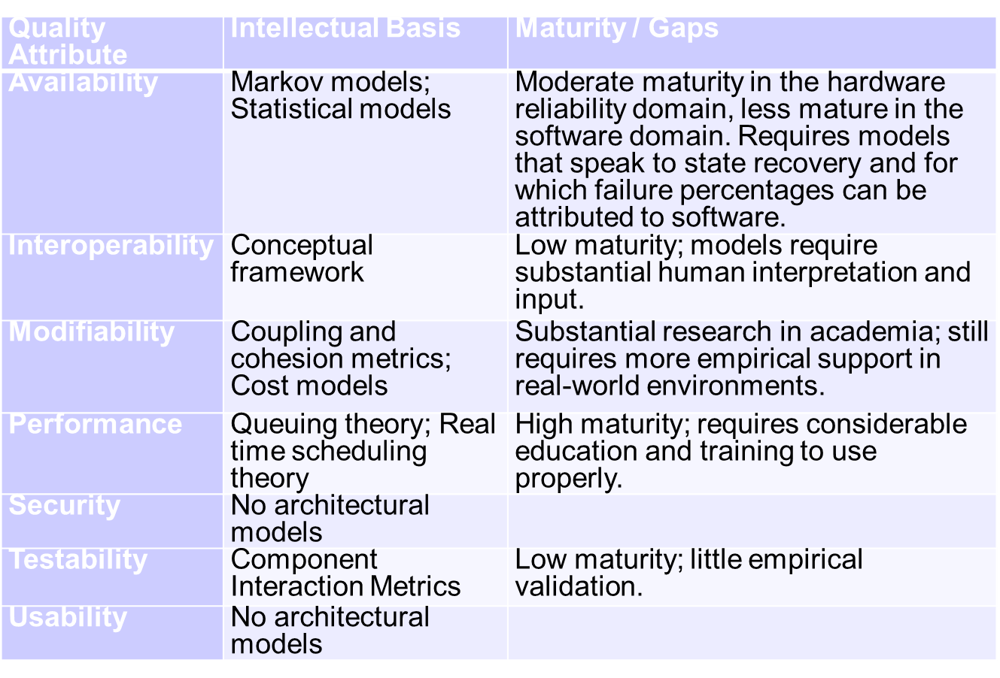 Quality Attribute
Intellectual Basis
Maturity / Gaps
Availability
Markov models;
Statistical models
Moderate maturity in the hardware
reliability domain, less mature in the
software domain. Requires models
that speak to state recovery and for
which failure percentages can be
attributed to software.
Interoperability
Conceptual
framework
Low maturity; models require
substantial human interpretation and
input.
Modifiability
Coupling and
cohesion metrics;
Cost models
Substantial research in academia; still
requires more empirical support in
real-world environments.
Performance
Queuing theory; Real
time scheduling
theory
High maturity; requires considerable
education and training to use
properly.
Security
No architectural
models
Testability
Component
Interaction Metrics
Low maturity; little empirical
validation.
Usability
No architectural
models